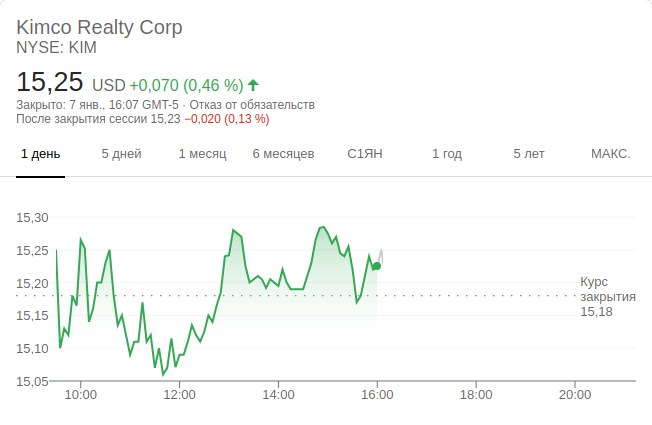 Kimco Realty Corp
NYSE: KIM
15,25 USD +0,070 (0,46 %)
Закрыто: 7 янв., 16:07 GMT-5 · Отказ от обязательств
После закрытия сессии 15,23 −0,020 (0,13 %)
1 день 5 дней 1 месяц 6 месяцев С1ЯН 1 год 5 лет МАКС.
15,30
15,25
15,20
Курс
закрытия
15,18
15,15
15,10
15,05
10:00 12:00 14:00 16:00 18:00 20:00